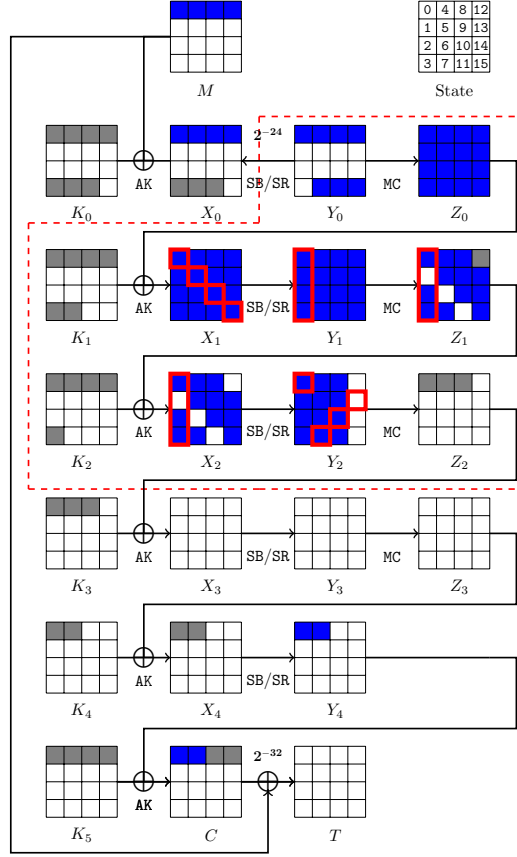 0 4 8 12
1 5 9 13
2 6 10 14
3 7 11 15
M State
2⁻²⁴
K₀ AK X₀ SB/SR Y₀ MC Z₀
K₁ AK X₁ SB/SR Y₁ MC Z₁
K₂ AK X₂ SB/SR Y₂ MC Z₂
K₃ AK X₃ SB/SR Y₃ MC Z₃
K₄ AK X₄ SB/SR Y₄
2⁻³²
K₅ AK C T